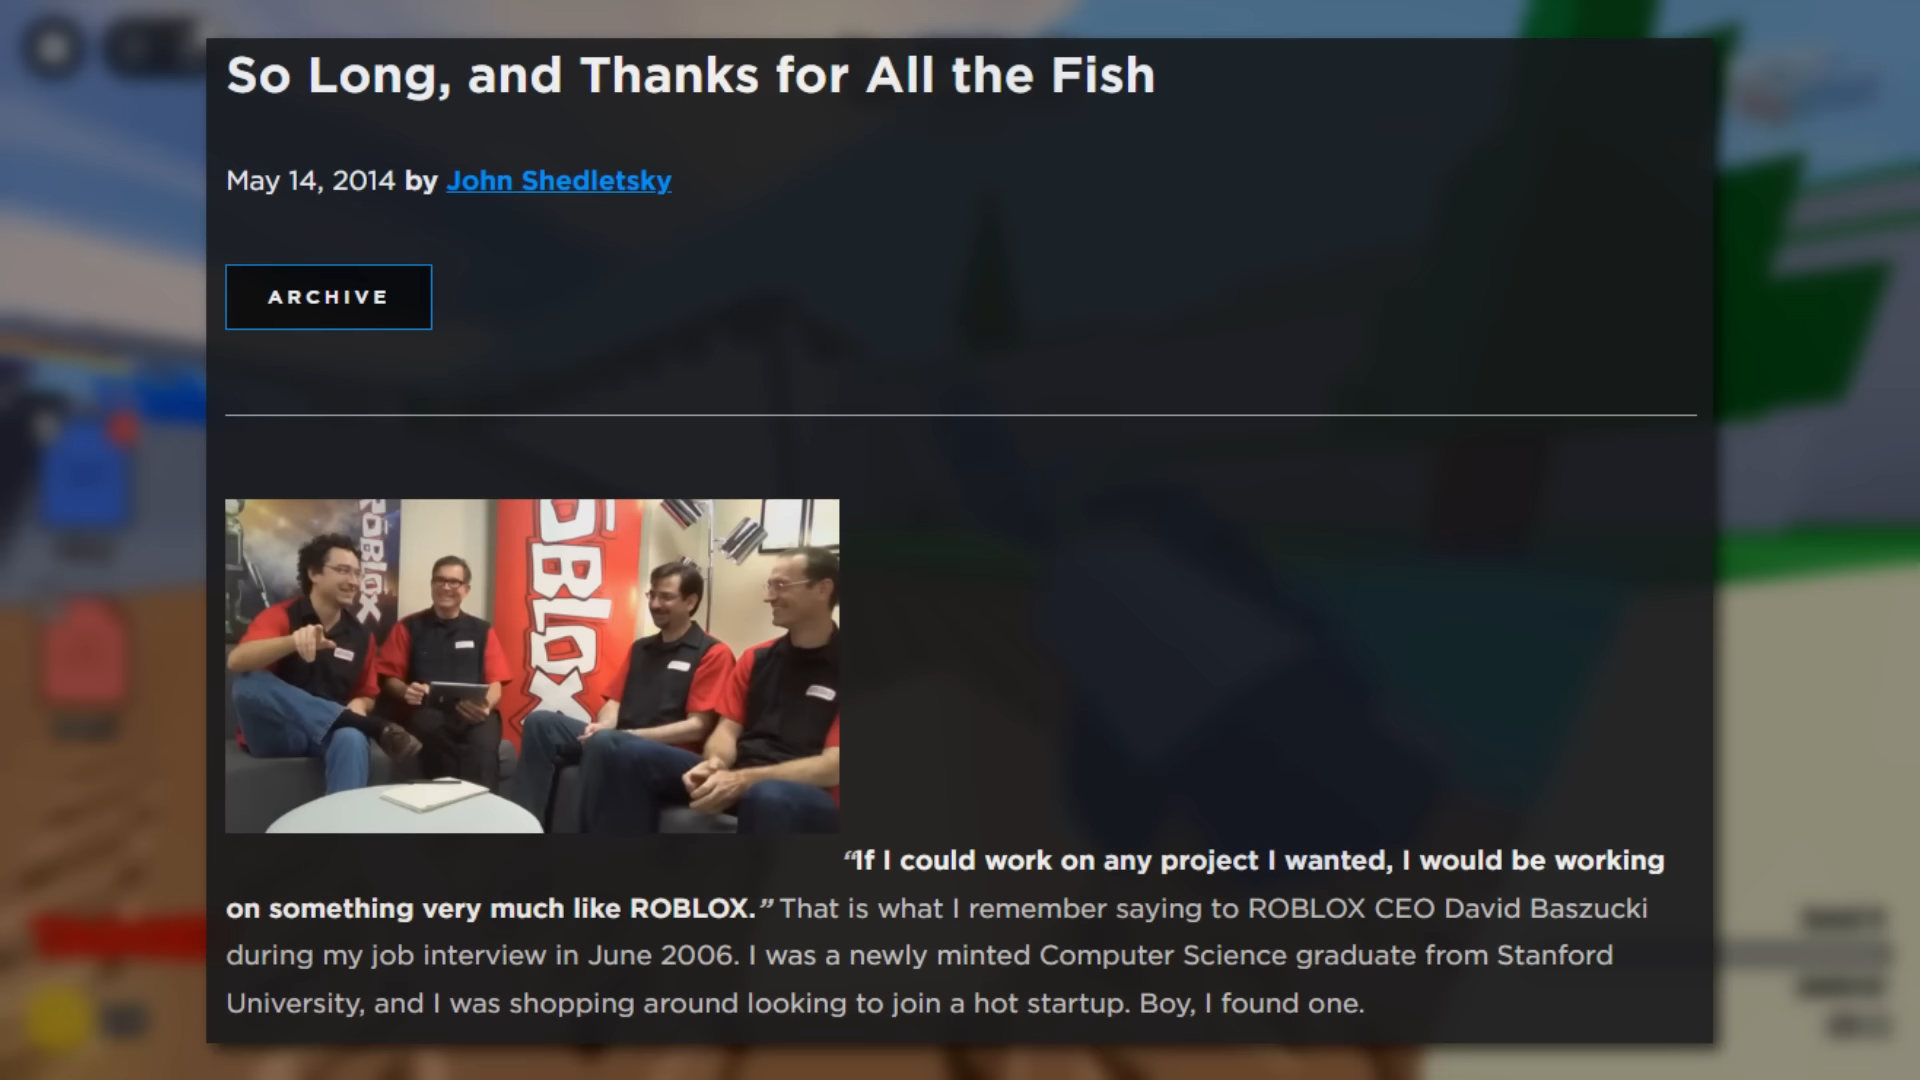 So Long, and Thanks for All the Fish
May 14, 2014 by John Shedletsky
ARCHIVE
ROBLOX
OBLOX
“If I could work on any project I wanted, I would be working
on something very much like ROBLOX.” That is what I remember saying to ROBLOX CEO David Baszucki
during my job interview in June 2006. I was a newly minted Computer Science graduate from Stanford
University, and I was shopping around looking to join a hot startup. Boy, I found one.